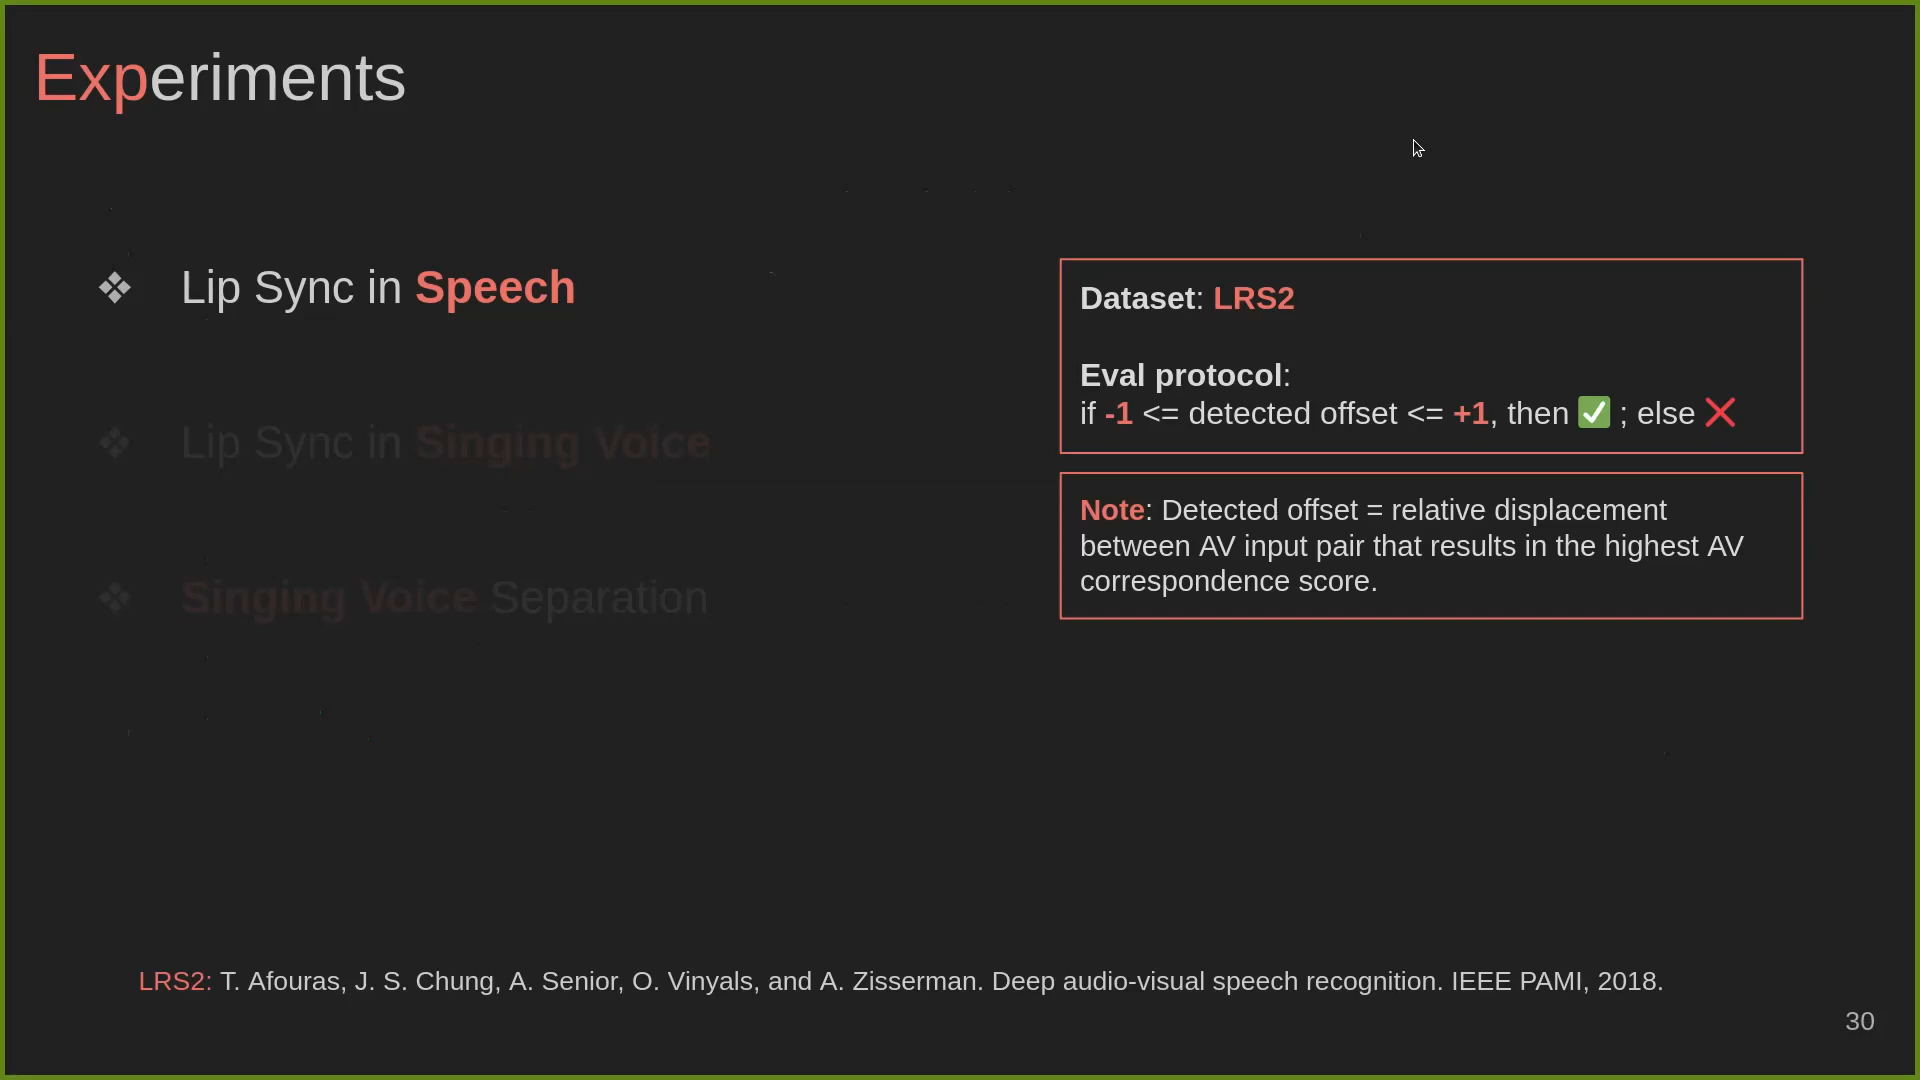 Experiments
❖ Lip Sync in Speech
❖ Lip Sync in Singing Voice
❖ Singing Voice Separation
Dataset: LRS2
Eval protocol:
if -1 <= detected offset <= +1, then ✅ ; else ❌
Note: Detected offset = relative displacement
between AV input pair that results in the highest AV
correspondence score.
LRS2: T. Afouras, J. S. Chung, A. Senior, O. Vinyals, and A. Zisserman. Deep audio-visual speech recognition. IEEE PAMI, 2018.
30